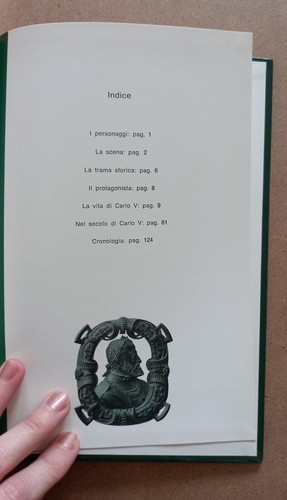 Indice
I personaggi: pag. 1
La scena: pag. 2
La trama storica: pag. 6
Il protagonista: pag. 8
La vita di Carlo V: pag. 9
Nel secolo di Carlo V: pag. 81
Cronologia: pag. 124